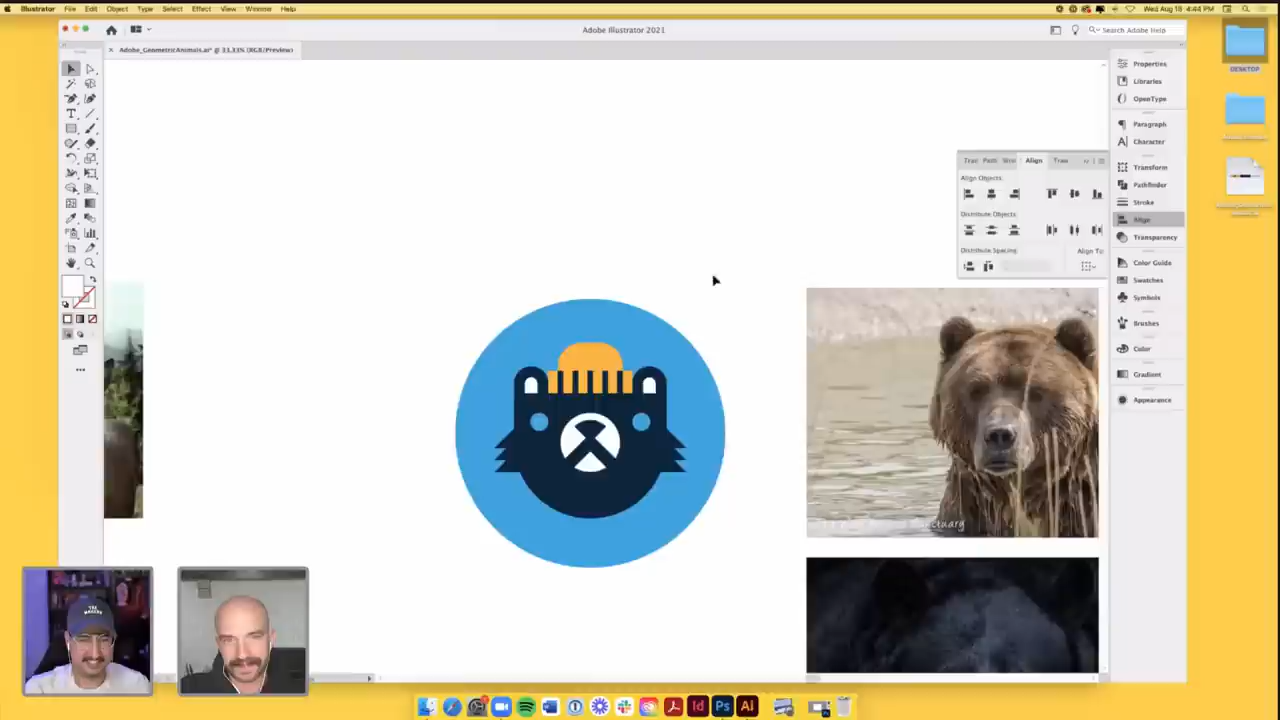 Illustrator File Edit Object Type Select Effect View Window Help
Wed Aug 18 4:44 PM
Adobe Illustrator 2021
Search Adobe Help
Adobe_GeometricAnimals.ai* @ 33.33% (RGB/Preview)
DESKTOP
Properties
Libraries
OpenType
Paragraph
Character
Transform
Pathfinder
Stroke
Align
Transparency
Color Guide
Swatches
Symbols
Brushes
Color
Gradient
Appearance
Align
Align Objects:
Distribute Objects:
Distribute Spacing:
Align To: